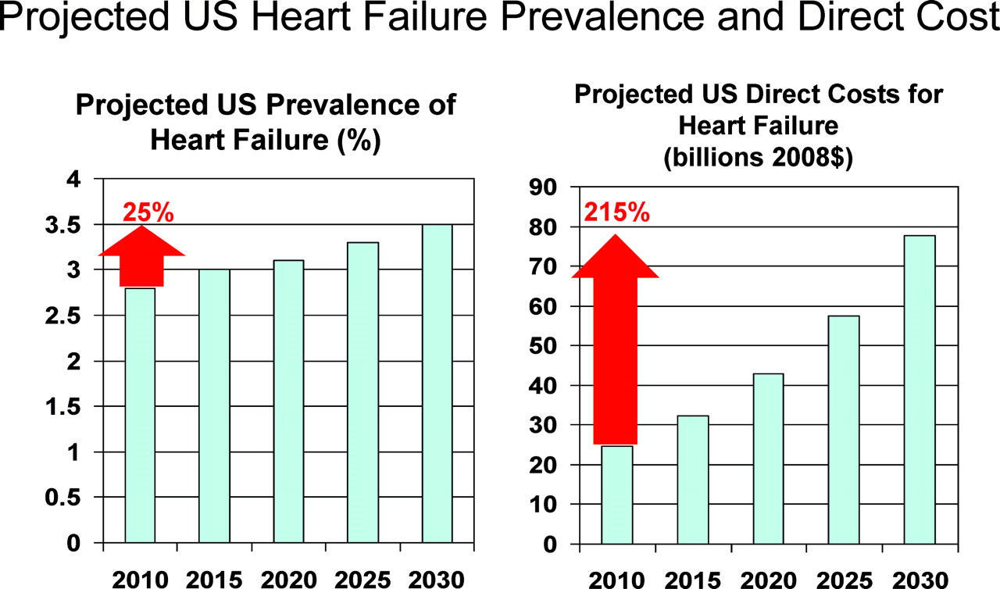 Projected US Heart Failure Prevalence and Direct Cost
Projected US Prevalence of
Heart Failure (%)
4
3.5
3
2.5
2
1.5
1
0.5
0
25%
2010 2015 2020 2025 2030
Projected US Direct Costs for
Heart Failure
(billions 2008$)
90
80
70
60
50
40
30
20
10
0
215%
2010 2015 2020 2025 2030